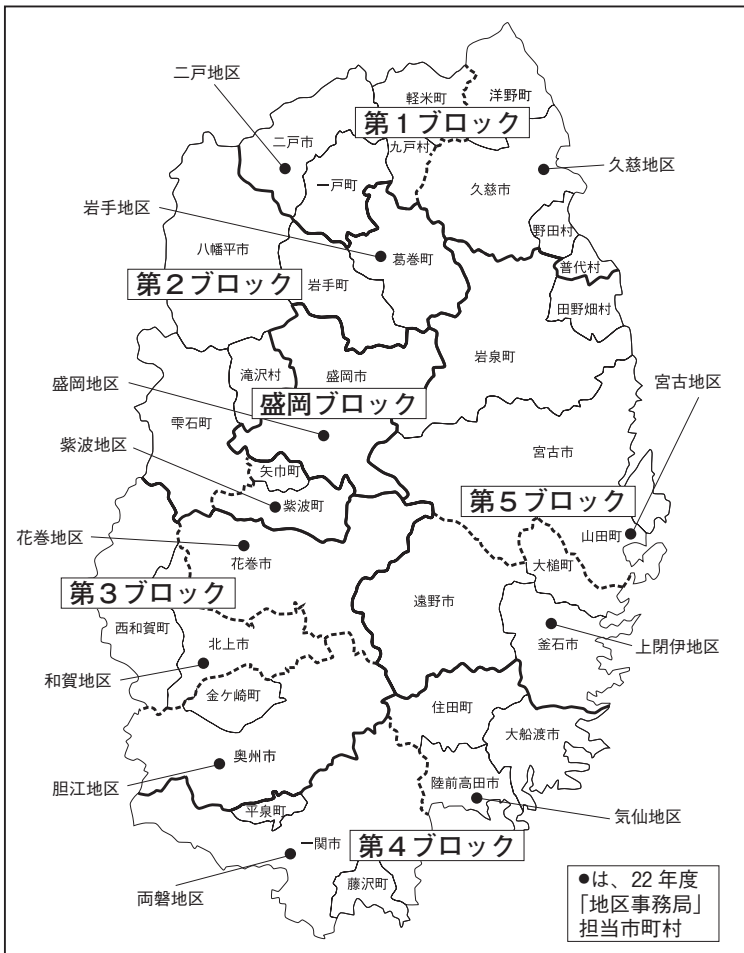 二戸地区
軽米町
洋野町
第1ブロック
二戸市
九戸村
久慈地区
一戸町
久慈市
岩手地区
野田村
八幡平市
葛巻町
普代村
第2ブロック
岩手町
田野畑村
岩泉町
滝沢村
盛岡市
盛岡地区
宮古地区
盛岡ブロック
雫石町
宮古市
紫波地区
矢巾町
第5ブロック
紫波町
山田町
花巻地区
花巻市
大槌町
第3ブロック
遠野市
西和賀町
北上市
釜石市
上閉伊地区
和賀地区
金ケ崎町
住田町
大船渡市
奥州市
胆江地区
陸前高田市
平泉町
気仙地区
一関市
第4ブロック
両磐地区
藤沢町
●は、22年度
「地区事務局」
担当市町村